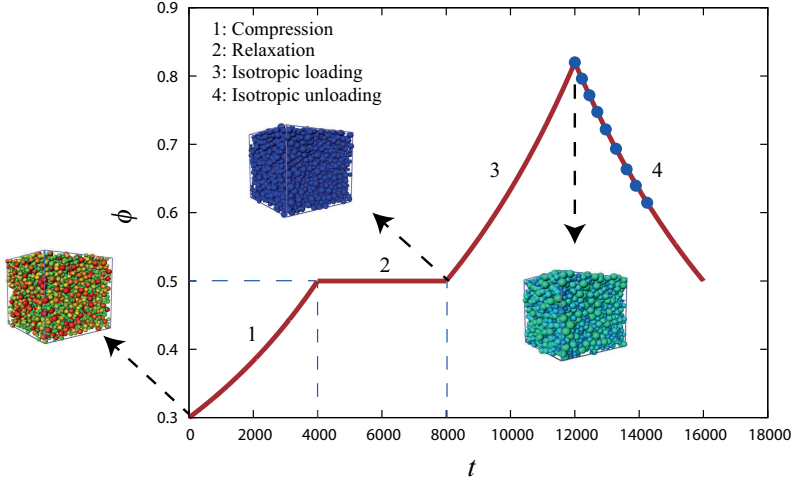 0.9
1: Compression
2: Relaxation
3: Isotropic loading
4: Isotropic unloading
0.8
0.7
3
4
ϕ
0.6
2
0.5
1
0.4
0.3
0 2000 4000 6000 8000 10000 12000 14000 16000 18000
t